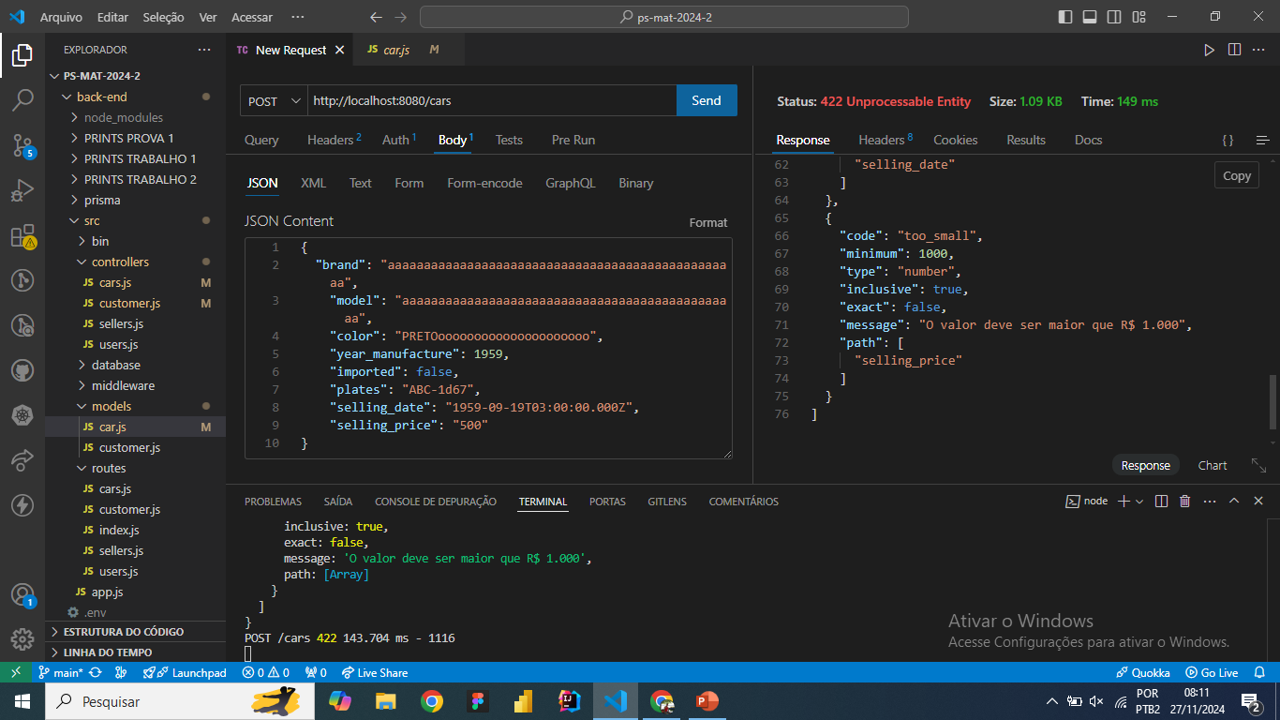 Arquivo Editar Seleção Ver Acessar ··· ps-mat-2024-2
EXPLORADOR ···
PS-MAT-2024-2
back-end
node_modules
PRINTS PROVA 1
PRINTS TRABALHO 1
PRINTS TRABALHO 2
prisma
src
bin
controllers
JS cars.js M
JS customer.js M
JS sellers.js
JS users.js
database
middleware
models
JS car.js M
JS customer.js
routes
JS cars.js
JS customer.js
JS index.js
JS sellers.js
JS users.js
JS app.js
.env
ESTRUTURA DO CÓDIGO
LINHA DO TEMPO
5
1
TC New Request
JS car.js M
POST http://localhost:8080/cars Send
Query Headers 2 Auth 1 Body 1 Tests Pre Run
JSON XML Text Form Form-encode GraphQL Binary
JSON Content Format
1 {
2 "brand": "aaaaaaaaaaaaaaaaaaaaaaaaaaaaaaaaaaaaaaaaaaaaaaa
aa",
3 "model": "aaaaaaaaaaaaaaaaaaaaaaaaaaaaaaaaaaaaaaaaaaaaa
aa",
4 "color": "PRETOooooooooooooooooooooo",
5 "year_manufacture": 1959,
6 "imported": false,
7 "plates": "ABC-1d67",
8 "selling_date": "1959-09-19T03:00:00.000Z",
9 "selling_price": "500"
10 }
Status: 422 Unprocessable Entity Size: 1.09 KB Time: 149 ms
Response Headers 8 Cookies Results Docs { }
Copy
62 "selling_date"
63 ]
64 },
65 {
66 "code": "too_small",
67 "minimum": 1000,
68 "type": "number",
69 "inclusive": true,
70 "exact": false,
71 "message": "O valor deve ser maior que R$ 1.000",
72 "path": [
73 "selling_price"
74 ]
75 }
76 ]
Response Chart
PROBLEMAS SAÍDA CONSOLE DE DEPURAÇÃO TERMINAL PORTAS GITLENS COMENTÁRIOS node
inclusive: true,
exact: false,
message: 'O valor deve ser maior que R$ 1.000',
path: [Array]
}
]
}
POST /cars 422 143.704 ms - 1116
Ativar o Windows
Acesse Configurações para ativar o Windows.
main* Launchpad 0 0 0 Live Share Quokka Go Live
Pesquisar
POR
PTB2
08:11
27/11/2024
2